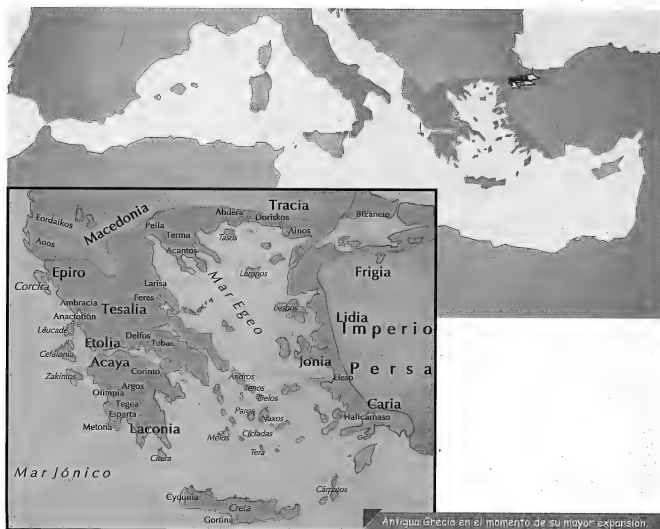 Tracia
Abdera
Doriskos
Bizaneio
Eordaikos
Macedonia
Pella
Terma
Tasos
Ainos
Aoos
Acantos
Epiro
Lemnos
Frigia
Corcira
Larisa
Mar Egeo
Feres
Ambracia
Tesalia
Lesbos
Lidia
Anactorión
Imperio
Léucade
Delfos
Etolia
Tebas
Cefalonia
Acaya
Jonia
Persa
Zakintos
Corinto
Andros
Efeso
Argos
Tenos
Olimpia
Delos
Caria
Tegea
Paros
Naxos
Halicarnaso
Esparta
Metona
Laconia
Melos
Cícladas
Tera
Citera
Mar Jónico
Cárpatos
Cydonia
Creta
Gortina
Antigua Grecia en el momento de su mayor expansión